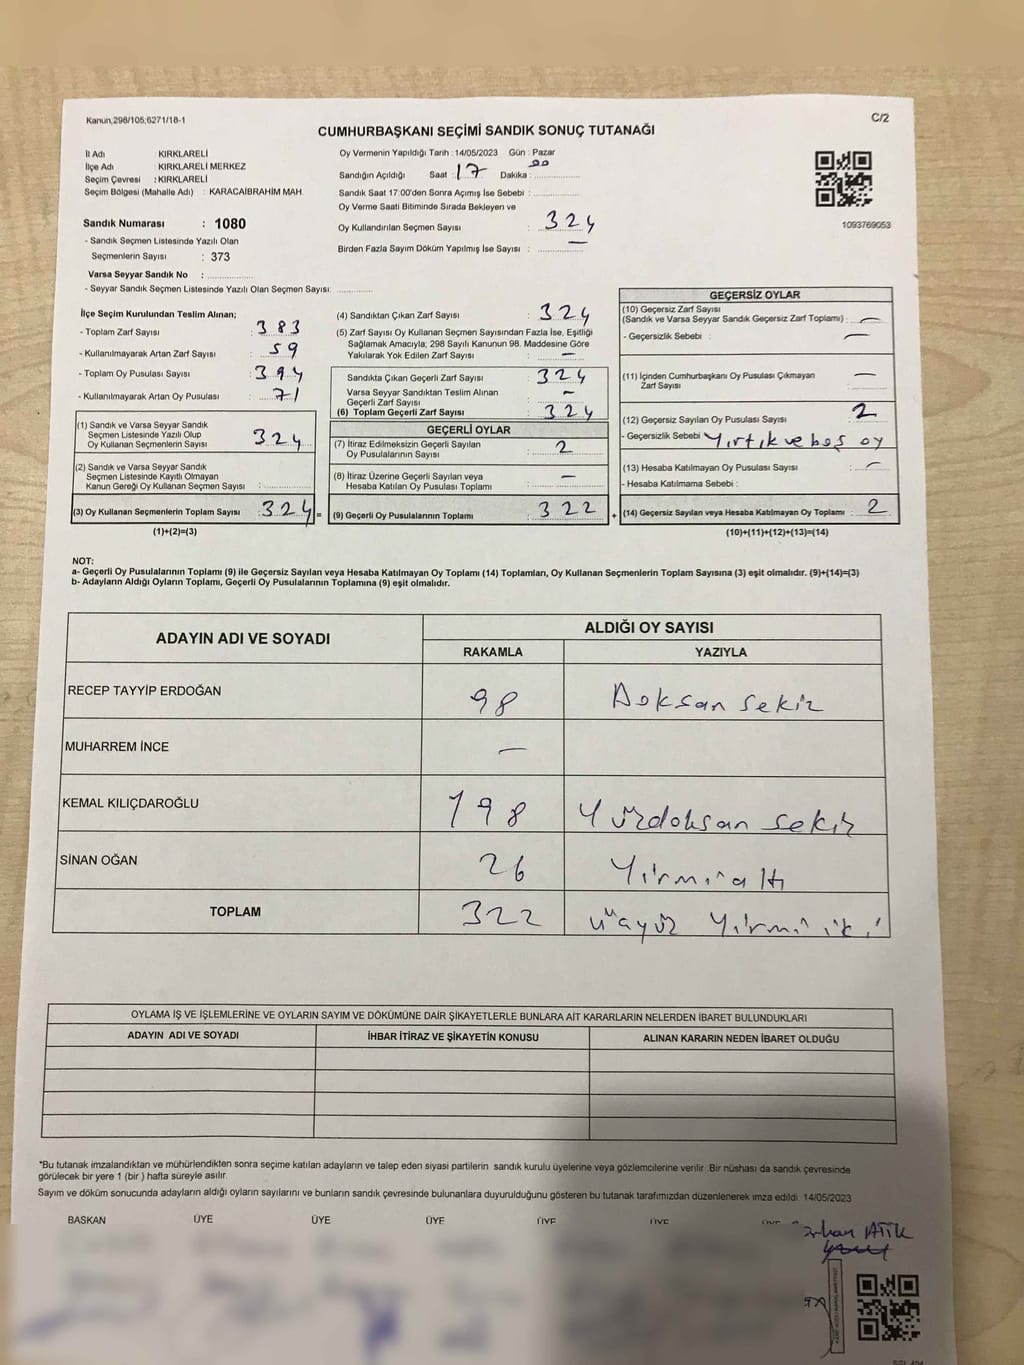 Kanun,298/105;6271/18-1
C/2
CUMHURBAŞKANI SEÇİMİ SANDIK SONUÇ TUTANAĞI
İl Adı : KIRKLARELİ
İlçe Adı : KIRKLARELİ MERKEZ
Seçim Çevresi : KIRKLARELİ
Seçim Bölgesi (Mahalle Adı) : KARACAİBRAHİM MAH.
Sandık Numarası : 1080
- Sandık Seçmen Listesinde Yazılı Olan
Seçmenlerin Sayısı : 373
Varsa Seyyar Sandık No :
- Seyyar Sandık Seçmen Listesinde Yazılı Olan Seçmen Sayısı:
Oy Vermenin Yapıldığı Tarih : 14/05/2023 Gün : Pazar
Sandığın Açıldığı Saat : 17 Dakika : 00
Sandık Saat 17:00'den Sonra Açımış İse Sebebi :
Oy Verme Saati Bitiminde Sırada Bekleyen ve
Oy Kullandırılan Seçmen Sayısı : 324
Birden Fazla Sayım Döküm Yapılmış İse Sayısı : —
1093769053
İlçe Seçim Kurulundan Teslim Alınan;
- Toplam Zarf Sayısı : 383
- Kullanılmayarak Artan Zarf Sayısı : 59
- Toplam Oy Pusulası Sayısı : 394
- Kullanılmayarak Artan Oy Pusulası : 71
(1) Sandık ve Varsa Seyyar Sandık
Seçmen Listesinde Yazılı Olup
Oy Kullanan Seçmenlerin Sayısı : 324
(2) Sandık ve Varsa Seyyar Sandık
Seçmen Listesinde Kayıtlı Olmayan
Kanun Gereği Oy Kullanan Seçmen Sayısı :
(3) Oy Kullanan Seçmenlerin Toplam Sayısı : 324 =
(1)+(2)=(3)
(4) Sandıktan Çıkan Zarf Sayısı : 324
(5) Zarf Sayısı Oy Kullanan Seçmen Sayısından Fazla İse, Eşitliği
Sağlamak Amacıyla; 298 Sayılı Kanunun 98. Maddesine Göre
Yakılarak Yok Edilen Zarf Sayısı : —
Sandıkta Çıkan Geçerli Zarf Sayısı : 324
Varsa Seyyar Sandıktan Teslim Alınan
Geçerli Zarf Sayısı : —
(6) Toplam Geçerli Zarf Sayısı : 324
GEÇERLİ OYLAR
(7) İtiraz Edilmeksizin Geçerli Sayılan
Oy Pusulalarının Sayısı : 2
(8) İtiraz Üzerine Geçerli Sayılan veya
Hesaba Katılan Oy Pusulası Toplamı : —
(9) Geçerli Oy Pusulalarının Toplamı : 322 +
GEÇERSİZ OYLAR
(10) Geçersiz Zarf Sayısı
(Sandık ve Varsa Seyyar Sandık Geçersiz Zarf Toplamı) : —
- Geçersizlik Sebebi : —
(11) İçinden Cumhurbaşkanı Oy Pusulası Çıkmayan
Zarf Sayısı : —
(12) Geçersiz Sayılan Oy Pusulası Sayısı : 2
- Geçersizlik Sebebi : Yırtık ve boş oy
(13) Hesaba Katılmayan Oy Pusulası Sayısı : —
- Hesaba Katılmama Sebebi :
(14) Geçersiz Sayılan veya Hesaba Katılmayan Oy Toplamı : 2
(10)+(11)+(12)+(13)=(14)
NOT:
a- Geçerli Oy Pusulalarının Toplamı (9) ile Geçersiz Sayılan veya Hesaba Katılmayan Oy Toplamı (14) Toplamları, Oy Kullanan Seçmenlerin Toplam Sayısına (3) eşit olmalıdır. (9)+(14)=(3)
b- Adayların Aldığı Oyların Toplamı, Geçerli Oy Pusulalarının Toplamına (9) eşit olmalıdır.
ADAYIN ADI VE SOYADI
ALDIĞI OY SAYISI
RAKAMLA YAZIYLA
RECEP TAYYİP ERDOĞAN 98 Doksan sekiz
MUHARREM İNCE —
KEMAL KILIÇDAROĞLU 198 Yüzdoksan sekiz
SİNAN OĞAN 26 Yirmialtı
TOPLAM 322 üçyüz Yirmi iki
OYLAMA İŞ VE İŞLEMLERİNE VE OYLARIN SAYIM VE DÖKÜMÜNE DAİR ŞİKAYETLERLE BUNLARA AİT KARARLARIN NELERDEN İBARET BULUNDUKLARI
ADAYIN ADI VE SOYADI İHBAR İTİRAZ VE ŞİKAYETİN KONUSU ALINAN KARARIN NEDEN İBARET OLDUĞU
*Bu tutanak imzalandıktan ve mühürlendikten sonra seçime katılan adayların ve talep eden siyasi partilerin sandık kurulu üyelerine veya gözlemcilerine verilir. Bir nüshası da sandık çevresinde
görülecek bir yere 1 (bir) hafta süreyle asılır.
Sayım ve döküm sonucunda adayların aldığı oyların sayılarını ve bunların sandık çevresinde bulunanlara duyurulduğunu gösteren bu tutanak tarafımızdan düzenlenerek imza edildi. 14/05/2023
BAŞKAN ÜYE ÜYE ÜYE ÜYE ÜYE ÜYE